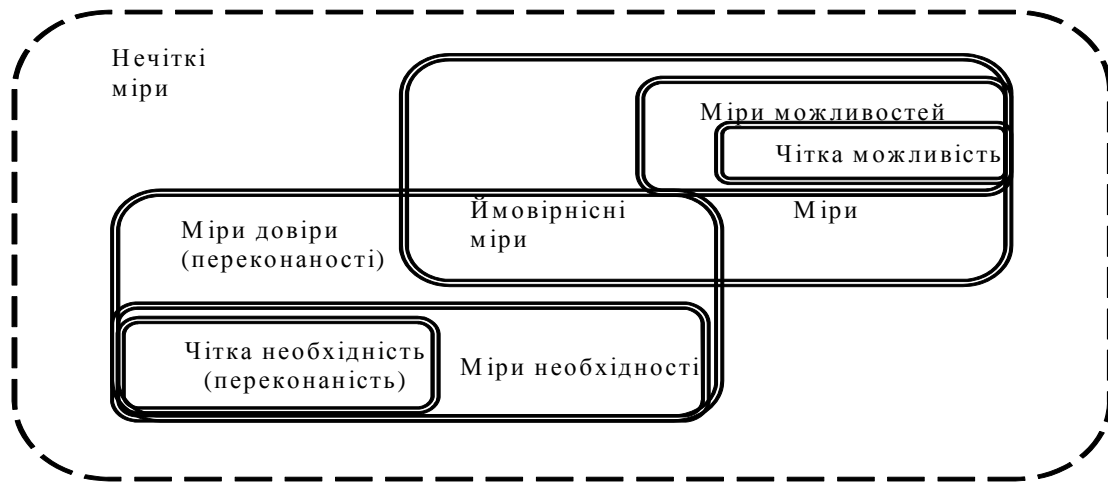 Нечіткі
міри
Міри можливостей
Чітка можливість
Ймовірнісні
міри
Міри
Міри довіри
(переконаності)
Чітка необхідність
(переконаність)
Міри необхідності